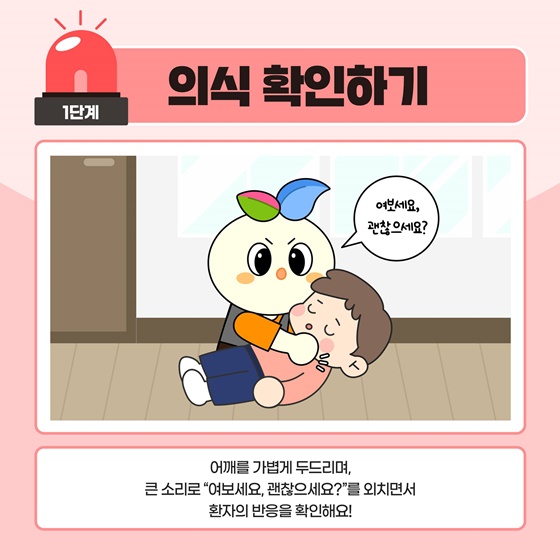 1단계
의식 확인하기
여보세요,
괜찮으세요?
어깨를 가볍게 두드리며,
큰 소리로 “여보세요, 괜찮으세요?”를 외치면서
환자의 반응을 확인해요!